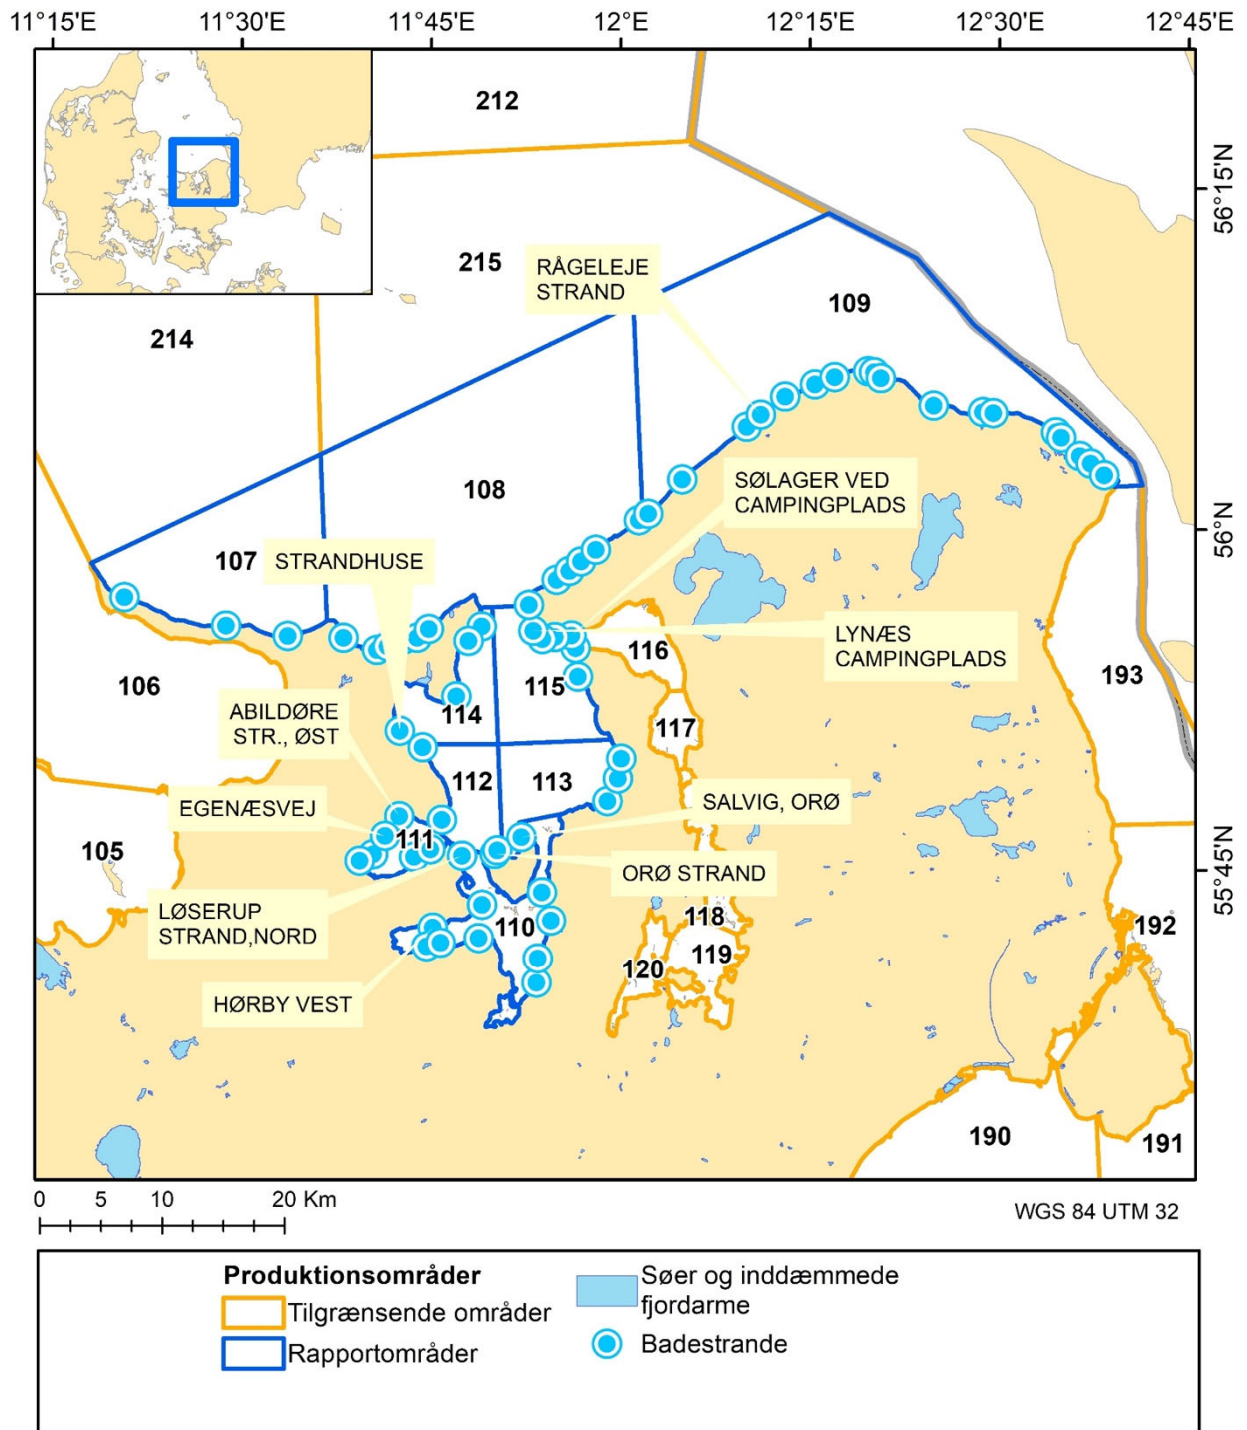 11°15'E
11°30'E
11°45'E
12°E
12°15'E
12°30'E
12°45'E
56°15'N
56°N
55°45'N
212
215
109
214
RÅGELEJE
STRAND
108
SØLAGER VED
CAMPINGPLADS
107
STRANDHUSE
LYNÆS
CAMPINGPLADS
116
106
115
193
114
117
ABILDØRE
STR., ØST
112
113
EGENÆSVEJ
SALVIG, ORØ
111
105
ORØ STRAND
LØSERUP
STRAND,NORD
110
118
192
119
120
HØRBY VEST
190
191
0 5 10 20 Km
WGS 84 UTM 32
Produktionsområder
Tilgrænsende områder
Rapportområder
Søer og inddæmmede
fjordarme
Badestrande